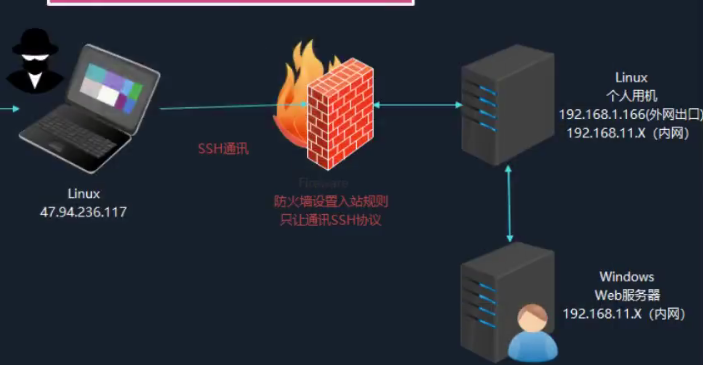 SSH通讯
Linux
47.94.236.117
Fireware
防火墙设置入站规则
只让通讯SSH协议
Linux
个人用机
192.168.1.166(外网出口)
192.168.11.X（内网）
Windows
Web服务器
192.168.11.X（内网）